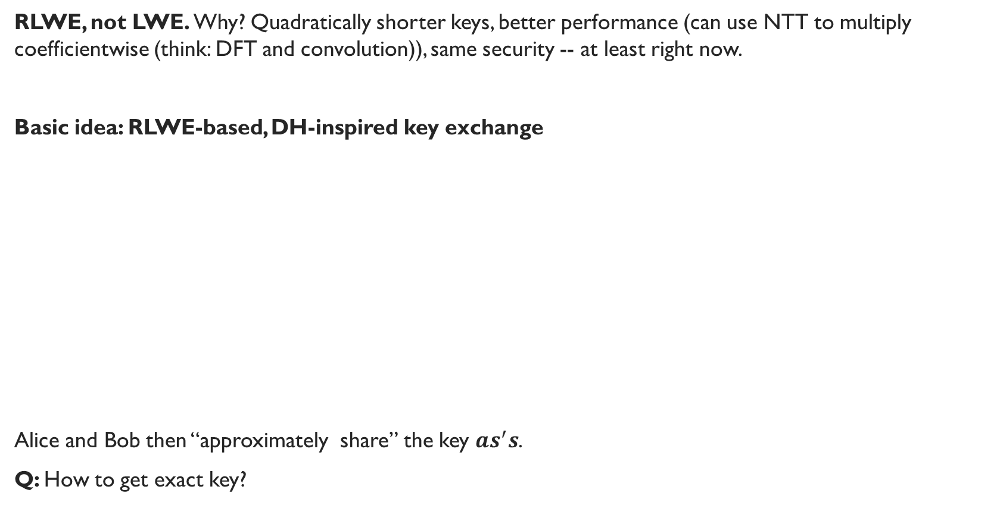 RLWE, not LWE. Why? Quadratically shorter keys, better performance (can use NTT to multiply
coefficientwise (think: DFT and convolution)), same security -- at least right now.
Basic idea: RLWE-based, DH-inspired key exchange
Alice and Bob then “approximately share” the key as's.
Q: How to get exact key?